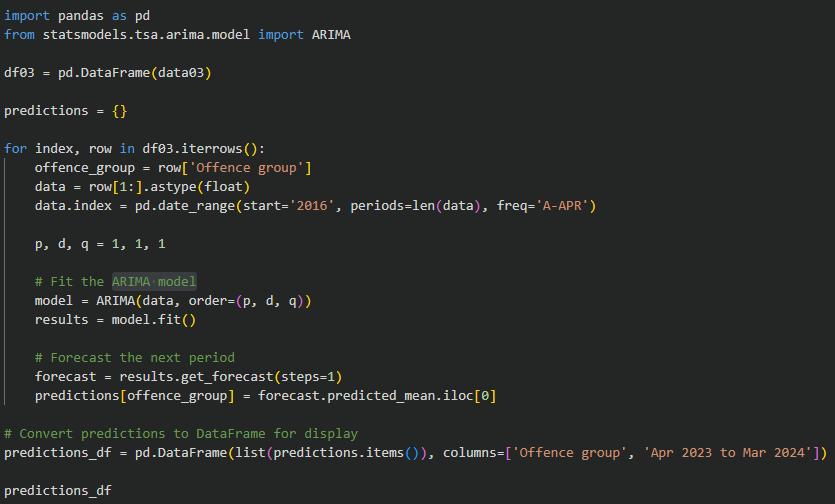 import pandas as pd
from statsmodels.tsa.arima.model import ARIMA
df03 = pd.DataFrame(data03)
predictions = {}
for index, row in df03.iterrows():
    offence_group = row['Offence group']
    data = row[1:].astype(float)
    data.index = pd.date_range(start='2016', periods=len(data), freq='A-APR')
    p, d, q = 1, 1, 1
    # Fit the ARIMA model
    model = ARIMA(data, order=(p, d, q))
    results = model.fit()
    # Forecast the next period
    forecast = results.get_forecast(steps=1)
    predictions[offence_group] = forecast.predicted_mean.iloc[0]
# Convert predictions to DataFrame for display
predictions_df = pd.DataFrame(list(predictions.items()), columns=['Offence group', 'Apr 2023 to Mar 2024'])
predictions_df